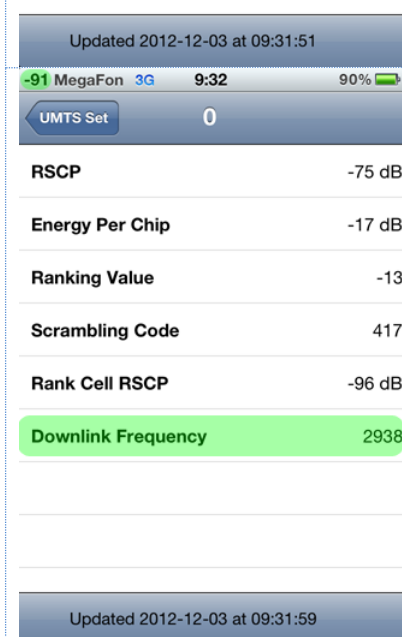 Updated 2012-12-03 at 09:31:51
-91 MegaFon 3G 9:32 90%
UMTS Set 0
RSCP -75 dB
Energy Per Chip -17 dB
Ranking Value -13
Scrambling Code 417
Rank Cell RSCP -96 dB
Downlink Frequency 2938
Updated 2012-12-03 at 09:31:59